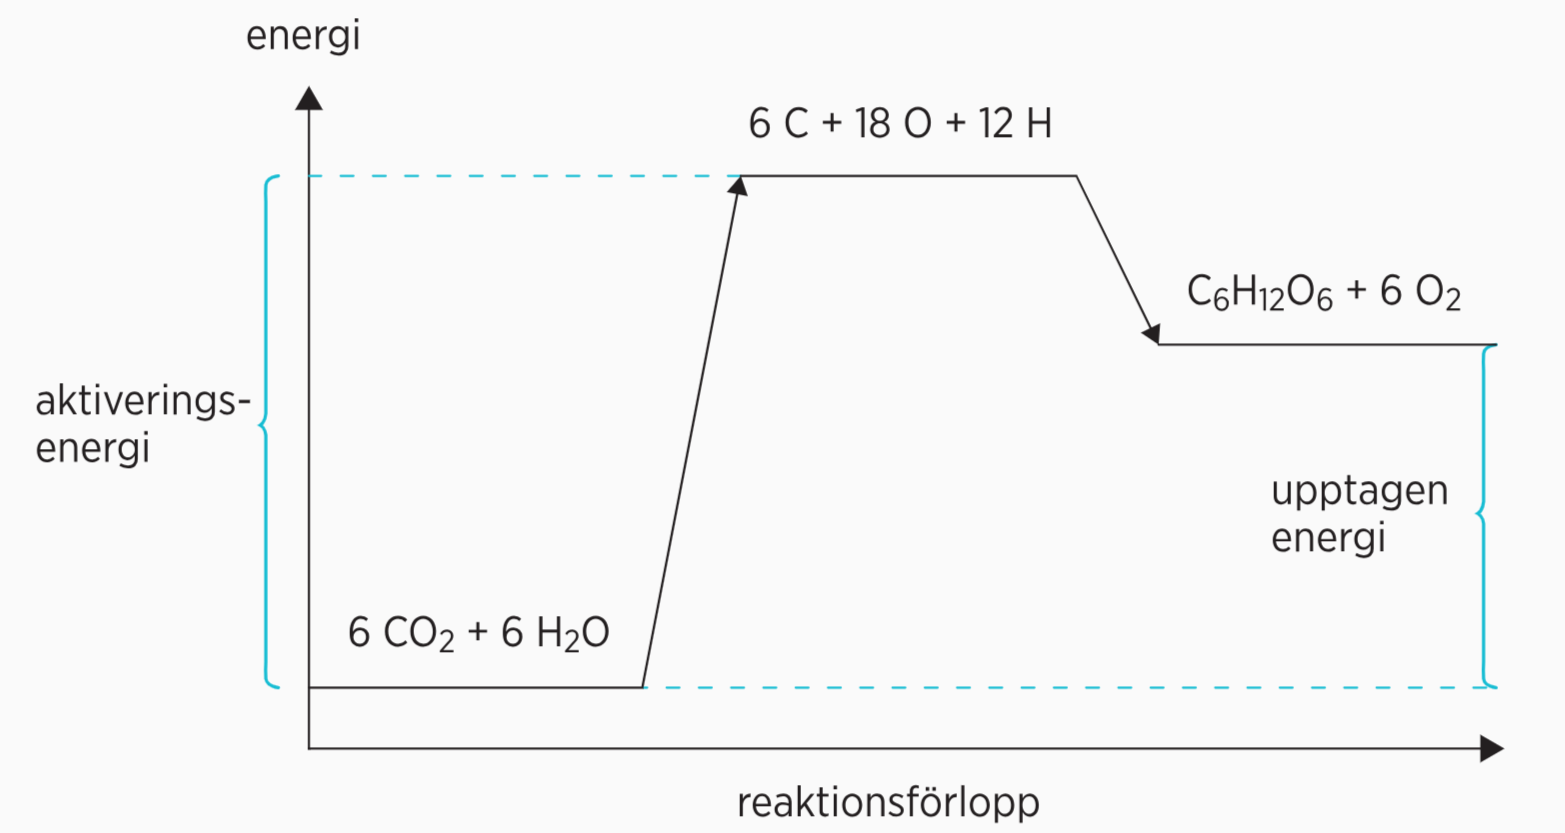 energi
6 C + 18 O + 12 H
C₆H₁₂O₆ + 6 O₂
aktiverings-
energi
upptagen
energi
6 CO₂ + 6 H₂O
reaktionsförlopp